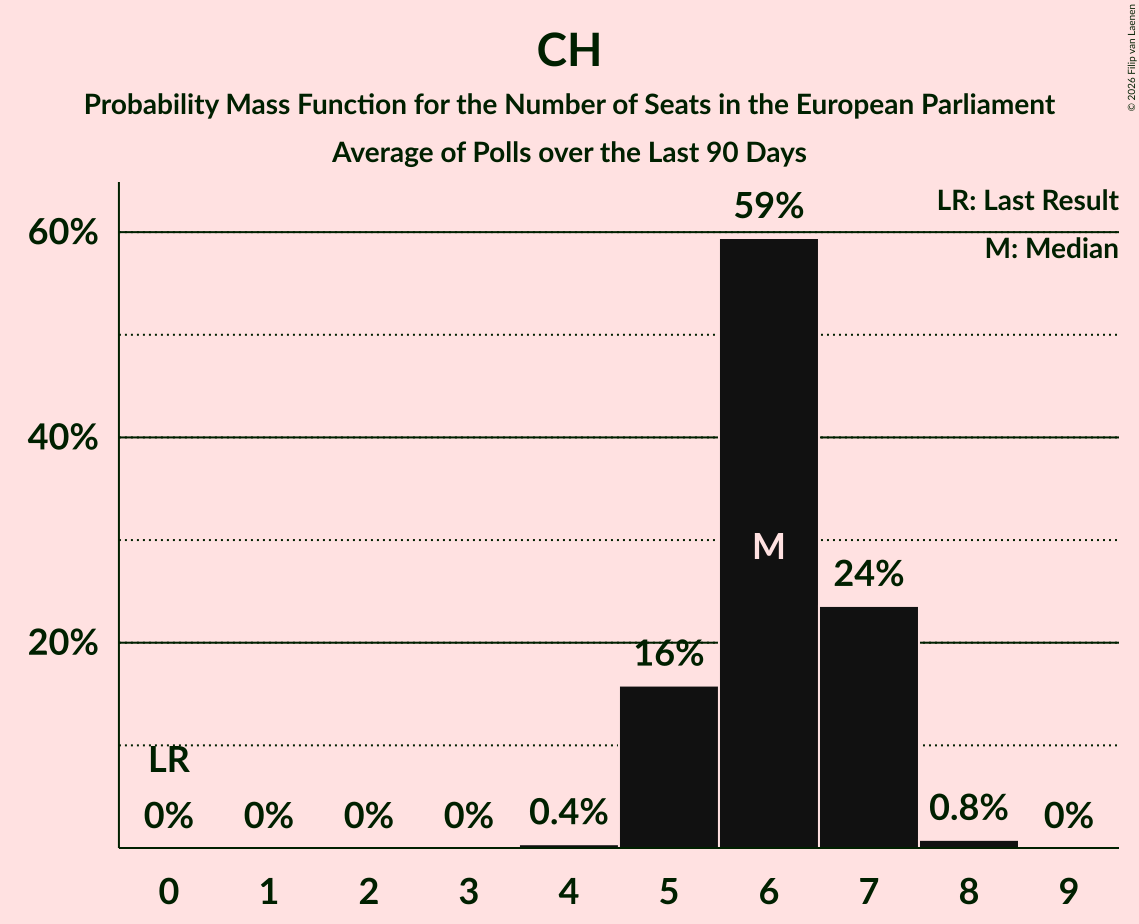 CH
Probability Mass Function for the Number of Seats in the European Parliament
Average of Polls over the Last 90 Days
© 2026 Filip van Laenen
LR: Last Result
M: Median
60%
40%
20%
59%
M
24%
16%
LR
0%
0%
0%
0%
0.4%
0.8%
0%
0
1
2
3
4
5
6
7
8
9